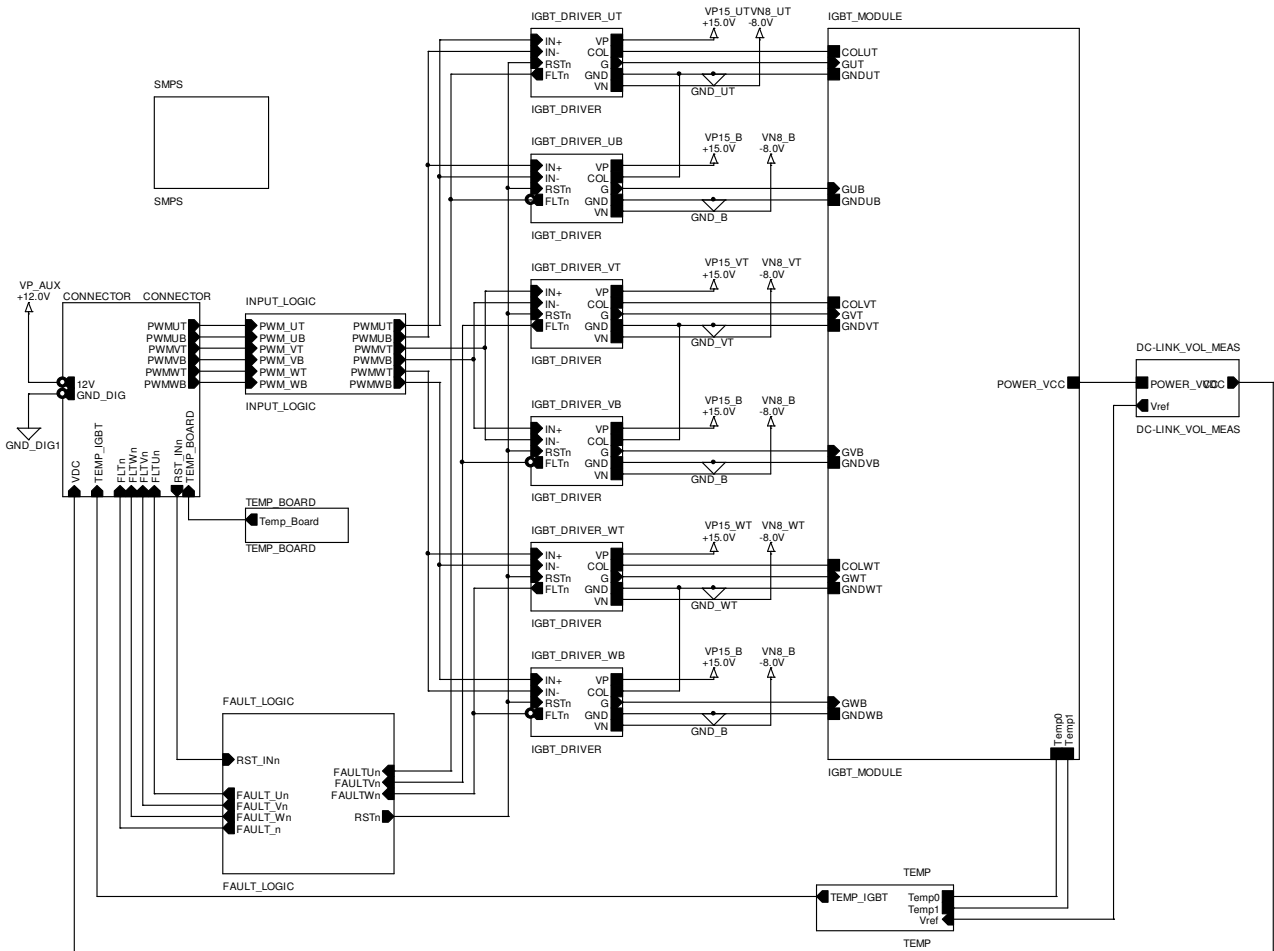 IGBT_DRIVER_UT
VP15_UT
+15.0V
VN8_UT
-8.0V
IN+
IN-
RSTn
FLTn
VP
COL
G
GND
VN
GND_UT
IGBT_DRIVER
IGBT_MODULE
COLUT
GUT
GNDUT
SMPS
SMPS
IGBT_DRIVER_UB
VP15_B
+15.0V
VN8_B
-8.0V
IN+
IN-
RSTn
FLTn
VP
COL
G
GND
VN
GND_B
IGBT_DRIVER
GUB
GNDUB
IGBT_DRIVER_VT
VP15_VT
+15.0V
VN8_VT
-8.0V
IN+
IN-
RSTn
FLTn
VP
COL
G
GND
VN
GND_VT
IGBT_DRIVER
COLVT
GVT
GNDVT
VP_AUX
+12.0V
CONNECTOR
CONNECTOR
PWMUT
PWMUB
PWMVT
PWMVB
PWMWT
PWMWB
12V
GND_DIG
GND_DIG1
VDC
TEMP_IGBT
FLTn
FLTWn
FLTVn
FLTUn
RST_INn
TEMP_BOARD
INPUT_LOGIC
PWM_UT
PWM_UB
PWM_VT
PWM_VB
PWM_WT
PWM_WB
PWMUT
PWMUB
PWMVT
PWMVB
PWMWT
PWMWB
INPUT_LOGIC
POWER_VCC
DC-LINK_VOL_MEAS
POWER_VCC
Vref
DC-LINK_VOL_MEAS
IGBT_DRIVER_VB
VP15_B
+15.0V
VN8_B
-8.0V
IN+
IN-
RSTn
FLTn
VP
COL
G
GND
VN
GND_B
IGBT_DRIVER
GVB
GNDVB
TEMP_BOARD
Temp_Board
TEMP_BOARD
IGBT_DRIVER_WT
VP15_WT
+15.0V
VN8_WT
-8.0V
IN+
IN-
RSTn
FLTn
VP
COL
G
GND
VN
GND_WT
IGBT_DRIVER
COLWT
GWT
GNDWT
IGBT_DRIVER_WB
VP15_B
+15.0V
VN8_B
-8.0V
IN+
IN-
RSTn
FLTn
VP
COL
G
GND
VN
GND_B
IGBT_DRIVER
GWB
GNDWB
Temp0
Temp1
IGBT_MODULE
FAULT_LOGIC
RST_INn
FAULT_Un
FAULT_Vn
FAULT_Wn
FAULT_n
FAULTUn
FAULTVn
FAULTWn
RSTn
FAULT_LOGIC
TEMP
TEMP_IGBT
Temp0
Temp1
Vref
TEMP